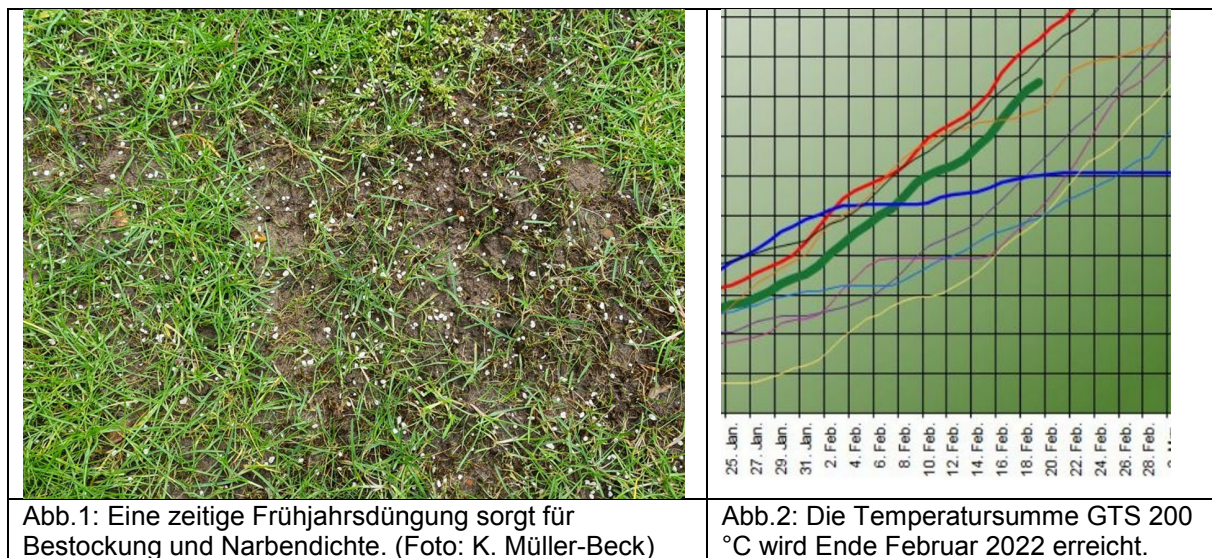 25. Jan.
27. Jan.
29. Jan.
31. Jan.
2. Feb.
4. Feb.
6. Feb.
8. Feb.
10. Feb.
12. Feb.
14. Feb.
16. Feb.
18. Feb.
20. Feb.
22. Feb.
24. Feb.
26. Feb.
28. Feb.
Abb.1: Eine zeitige Frühjahrsdüngung sorgt für
Bestockung und Narbendichte. (Foto: K. Müller-Beck)
Abb.2: Die Temperatursumme GTS 200
°C wird Ende Februar 2022 erreicht.